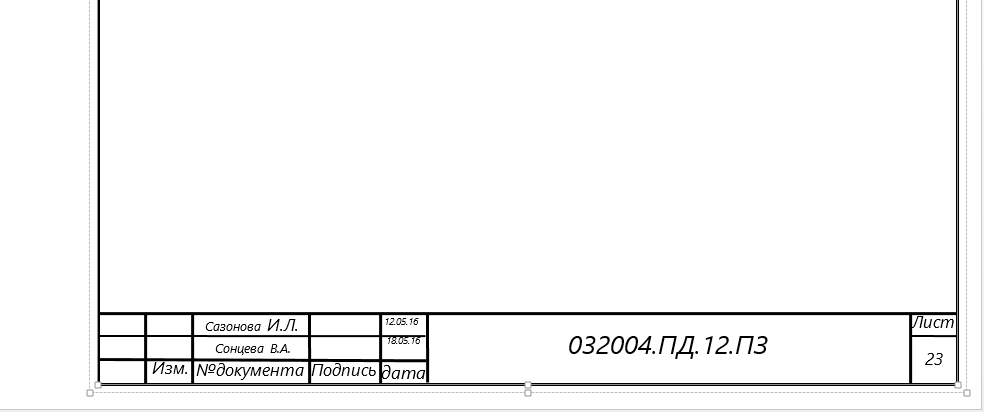 Сазонова И.Л. 12.05.16 Лист
Сонцева В.А. 18.05.16 032004.ПД.12.ПЗ 23
Изм. №документа Подпись дата